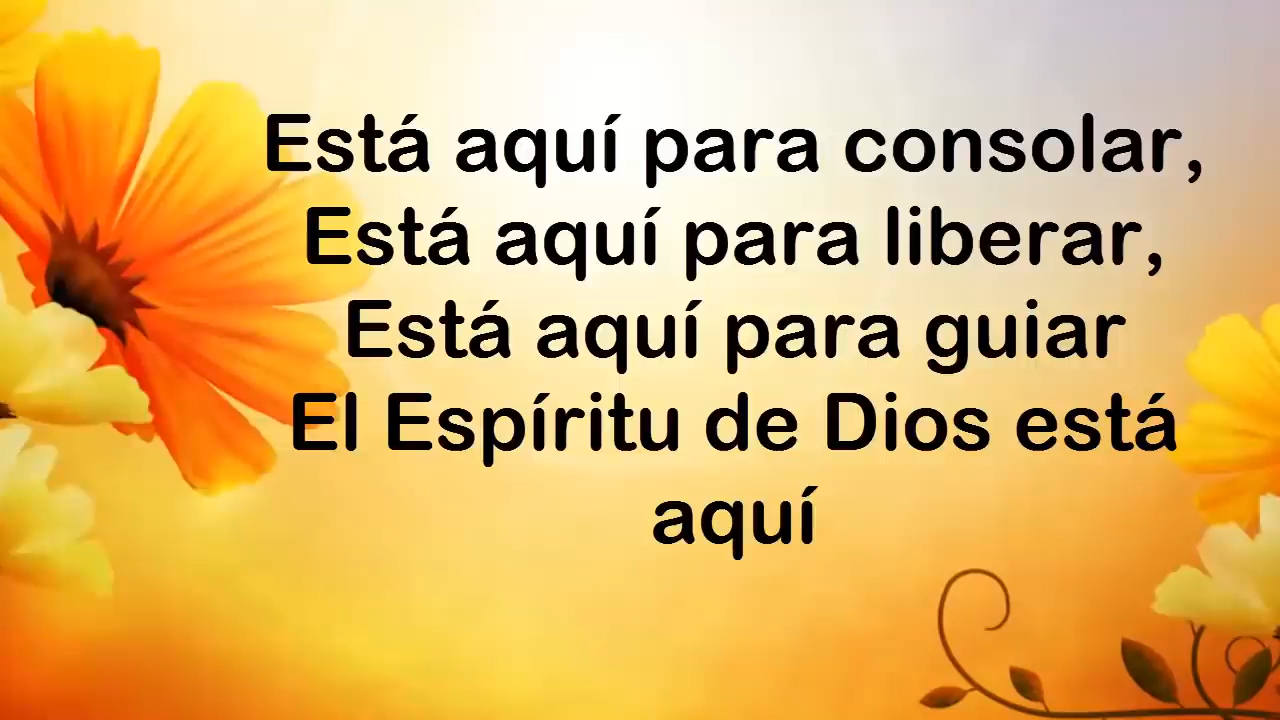 Está aquí para consolar,
Está aquí para liberar,
Está aquí para guiar
El Espíritu de Dios está
aquí